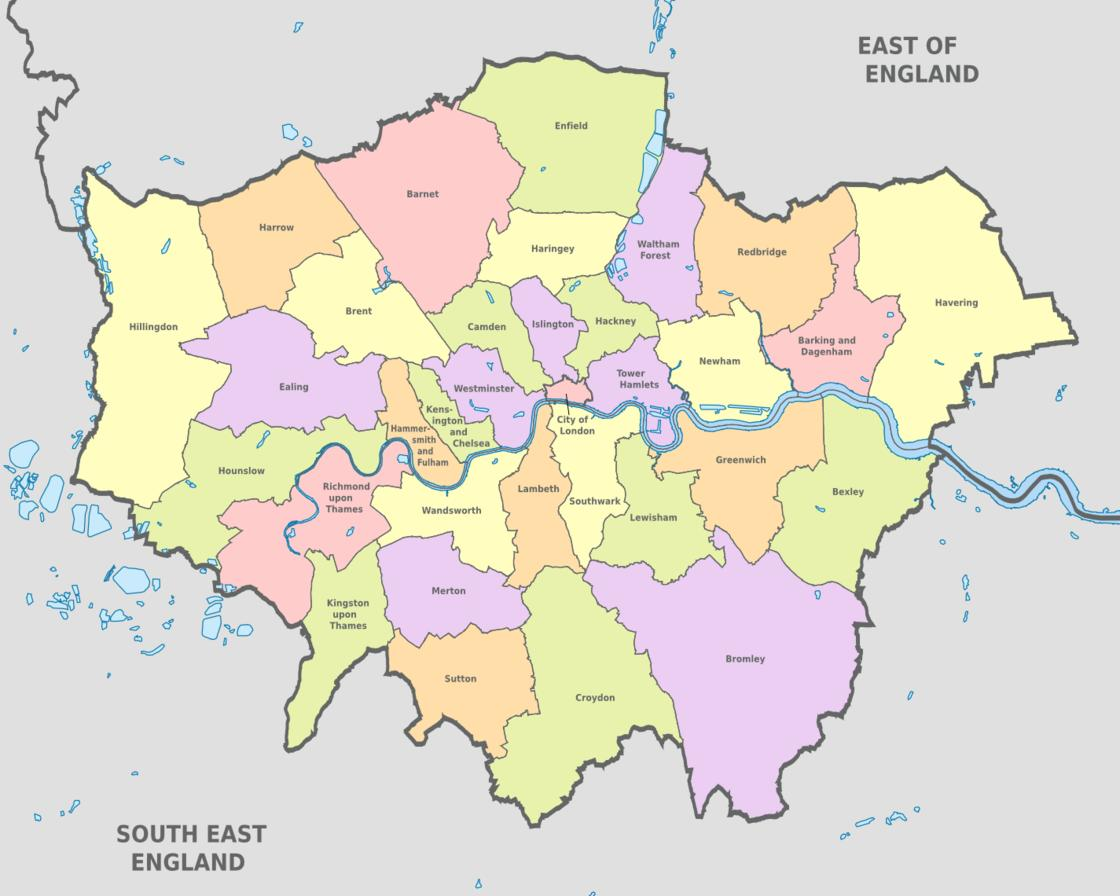 EAST OF
ENGLAND
Enfield
Barnet
Harrow
Haringey
Waltham
Forest
Redbridge
Havering
Hillingdon
Brent
Camden
Islington
Hackney
Barking and
Dagenham
Newham
Ealing
Westminster
Tower
Hamlets
Kens-
ington
and
Chelsea
Hammer-
smith
and
Fulham
City of
London
Hounslow
Richmond
upon
Thames
Wandsworth
Lambeth
Southwark
Lewisham
Greenwich
Bexley
Merton
Kingston
upon
Thames
Sutton
Croydon
Bromley
SOUTH EAST
ENGLAND